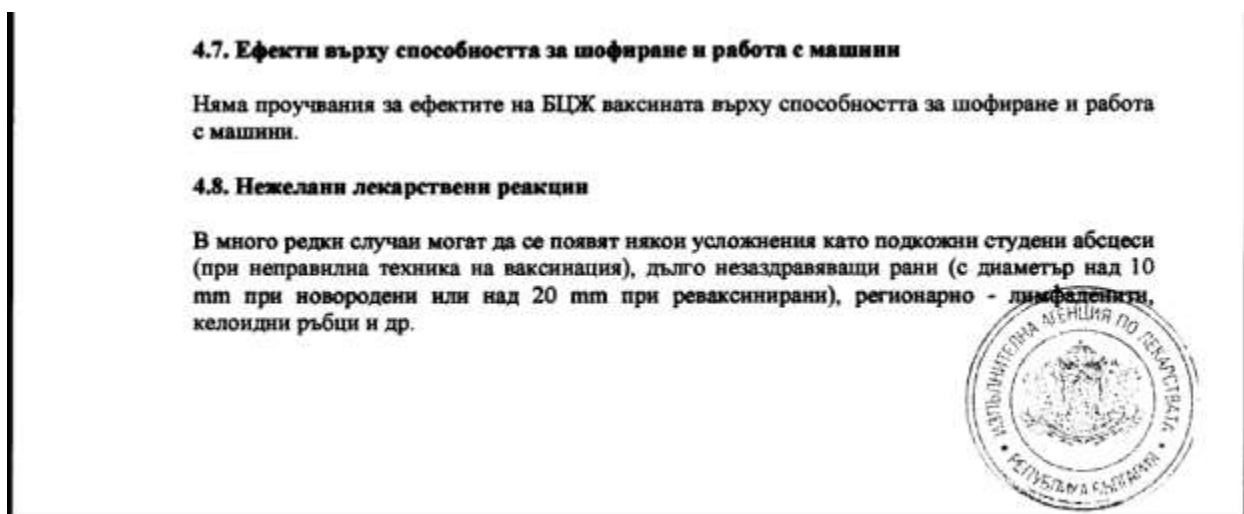 4.7. Ефекти върху способността за шофиране и работа с машини
Няма проучвания за ефектите на БЦЖ ваксината върху способността за шофиране и работа
с машини.
4.8. Нежелани лекарствени реакции
В много редки случаи могат да се появят някои усложнения като подкожни студени абсцеси
(при неправилна техника на ваксинация), дълго незаздравяващи рани (с диаметър над 10
mm при новородени или над 20 mm при реваксинирани), регионарно - лимфаденити,
келоидни ръбци и др.
ИЗПЪЛНИТЕЛНА АГЕНЦИЯ ПО ЛЕКАРСТВАТА
РЕПУБЛИКА БЪЛГАРИЯ